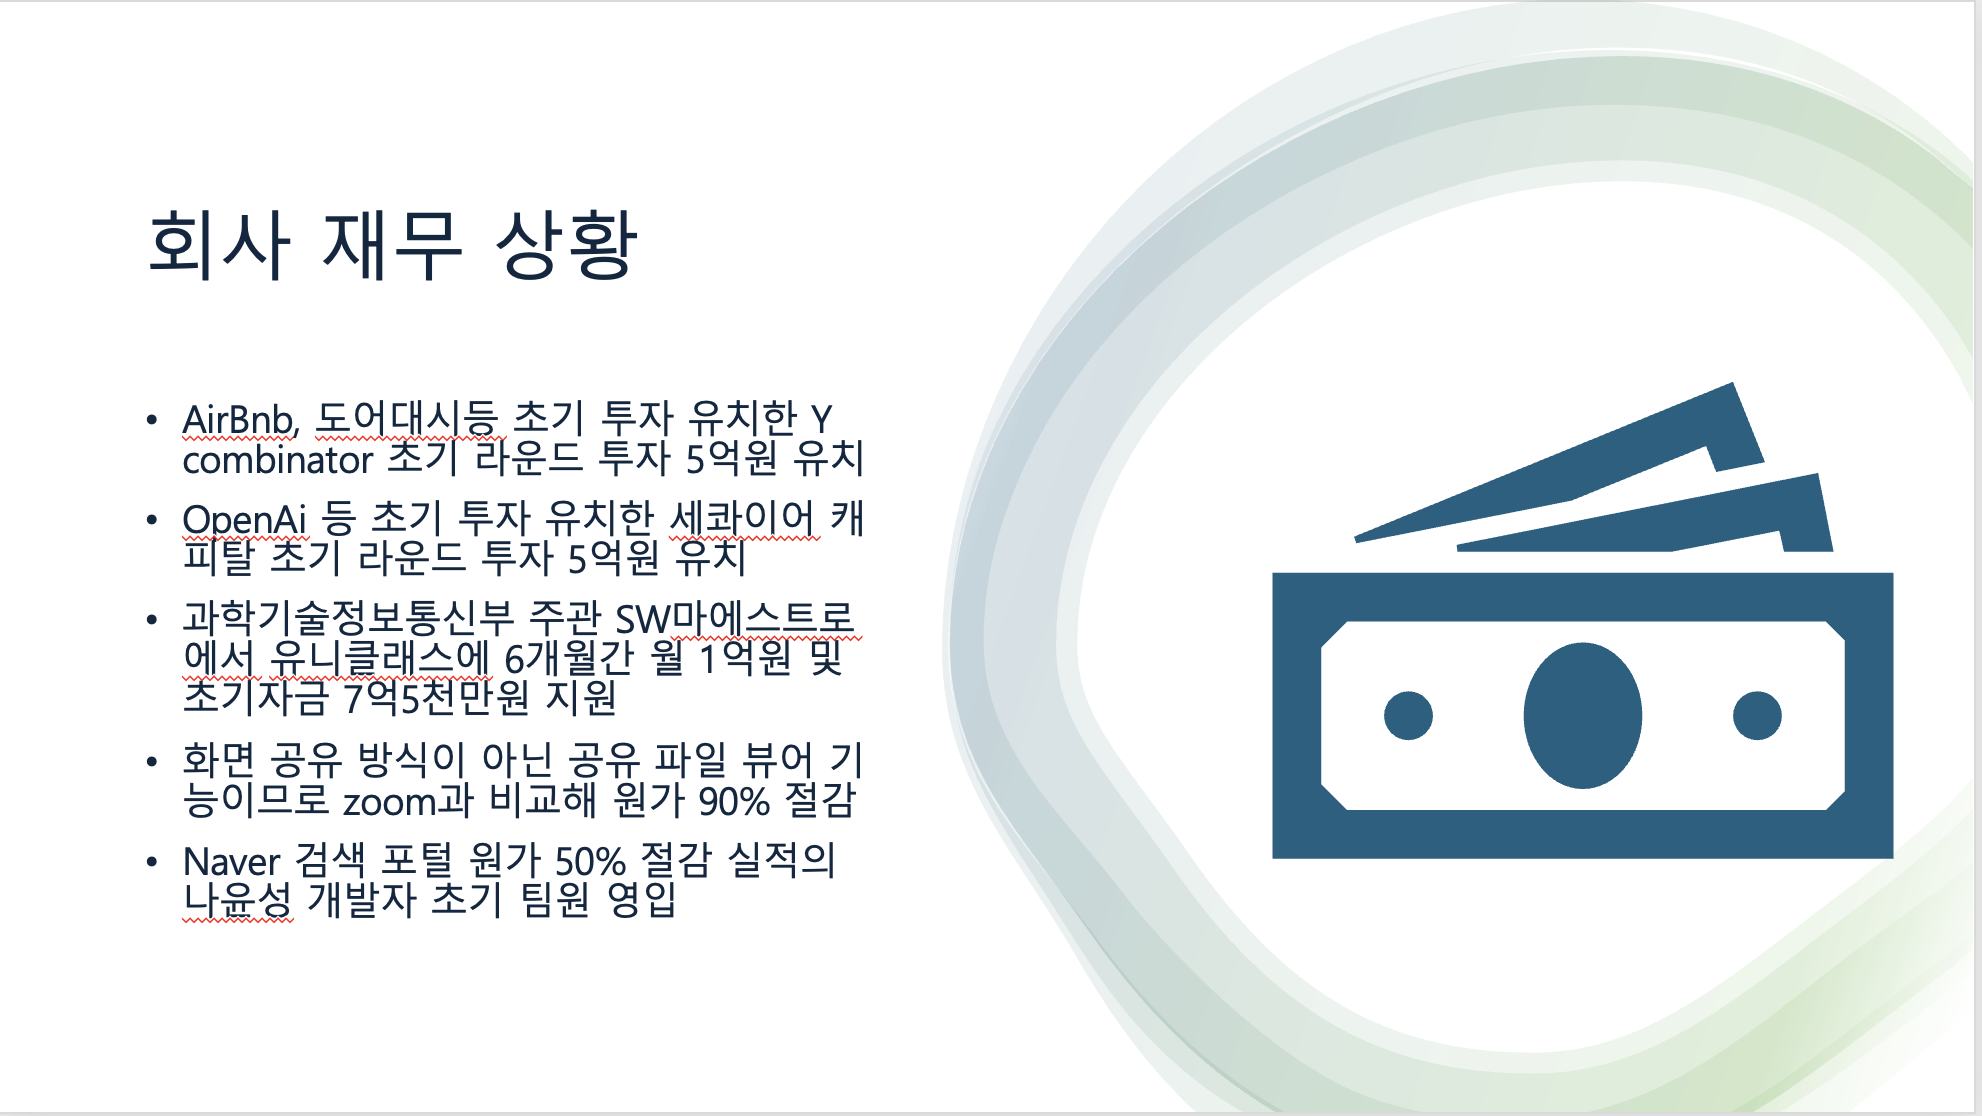 회사 재무 상황
• AirBnb, 도어대시등 초기 투자 유치한 Y
combinator 초기 라운드 투자 5억원 유치
• OpenAi 등 초기 투자 유치한 세콰이어 캐
피탈 초기 라운드 투자 5억원 유치
• 과학기술정보통신부 주관 SW마에스트로
에서 유니클래스에 6개월간 월 1억원 및
초기자금 7억5천만원 지원
• 화면 공유 방식이 아닌 공유 파일 뷰어 기
능이므로 zoom과 비교해 원가 90% 절감
• Naver 검색 포털 원가 50% 절감 실적의
나윤성 개발자 초기 팀원 영입